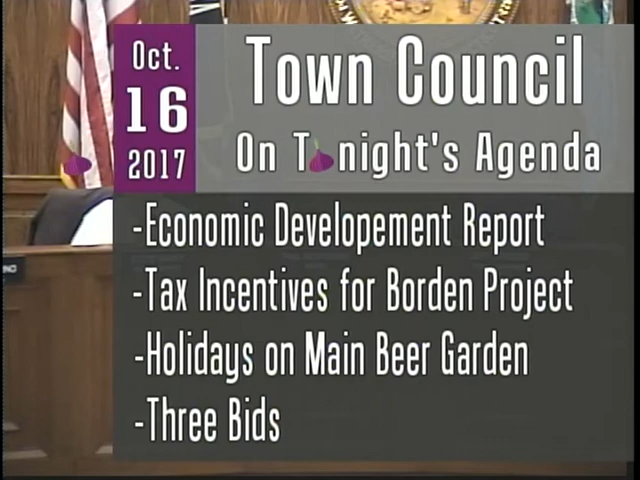 Oct.
16
2017
Town Council
On Tonight's Agenda
-Economic Developement Report
-Tax Incentives for Borden Project
-Holidays on Main Beer Garden
-Three Bids